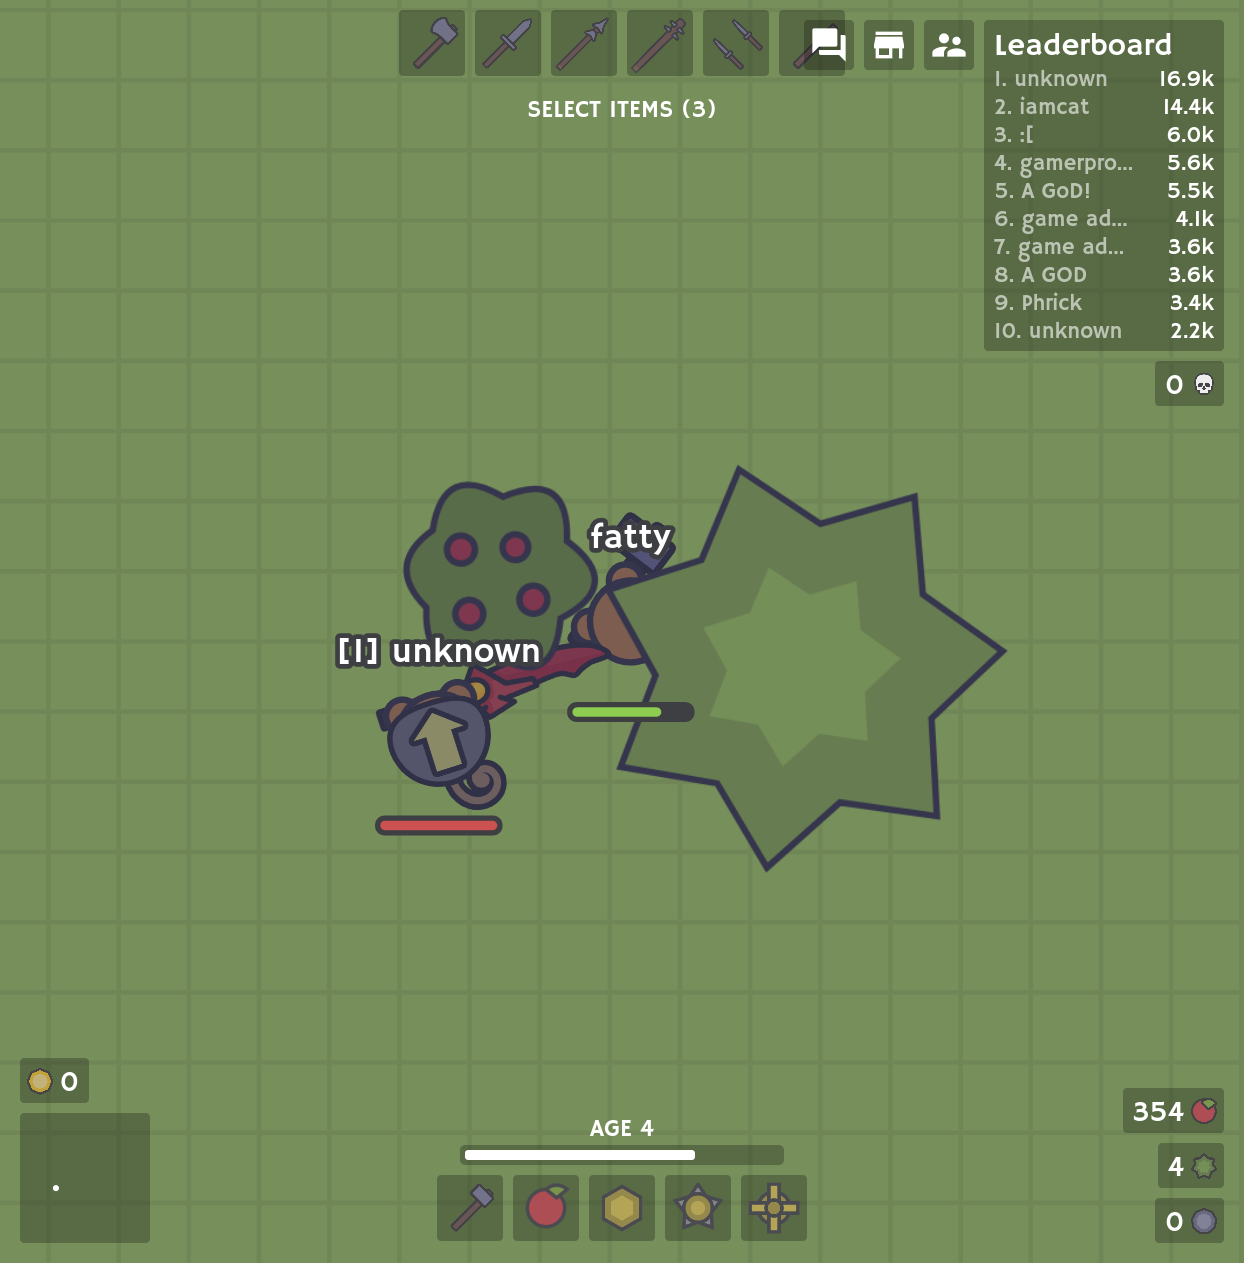 SELECT ITEMS (3)
Leaderboard
1. unknown 16.9k
2. iamcat 14.4k
3. :[ 6.0k
4. gamerpro... 5.6k
5. A GoD! 5.5k
6. game ad... 4.1k
7. game ad... 3.6k
8. A GOD 3.6k
9. Phrick 3.4k
10. unknown 2.2k
0
fatty
[I] unknown
0
354
AGE 4
4
0